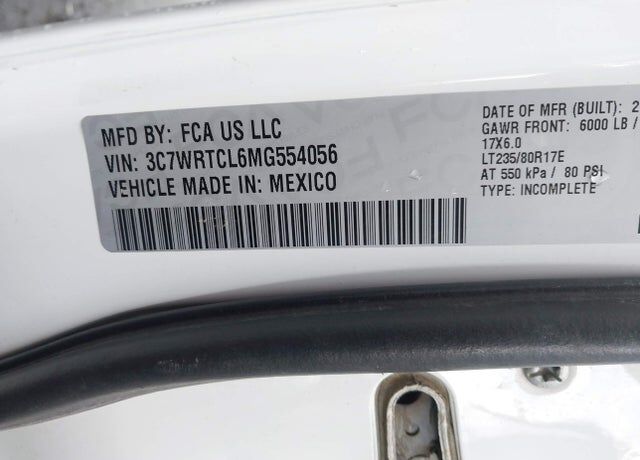 MFD BY: FCA US LLC
VIN: 3C7WRTCL6MG554056
VEHICLE MADE IN: MEXICO
DATE OF MFR (BUILT): 2
GAWR FRONT: 6000 LB /
17X6.0
LT235/80R17E
AT 550 kPa / 80 PSI
TYPE: INCOMPLETE